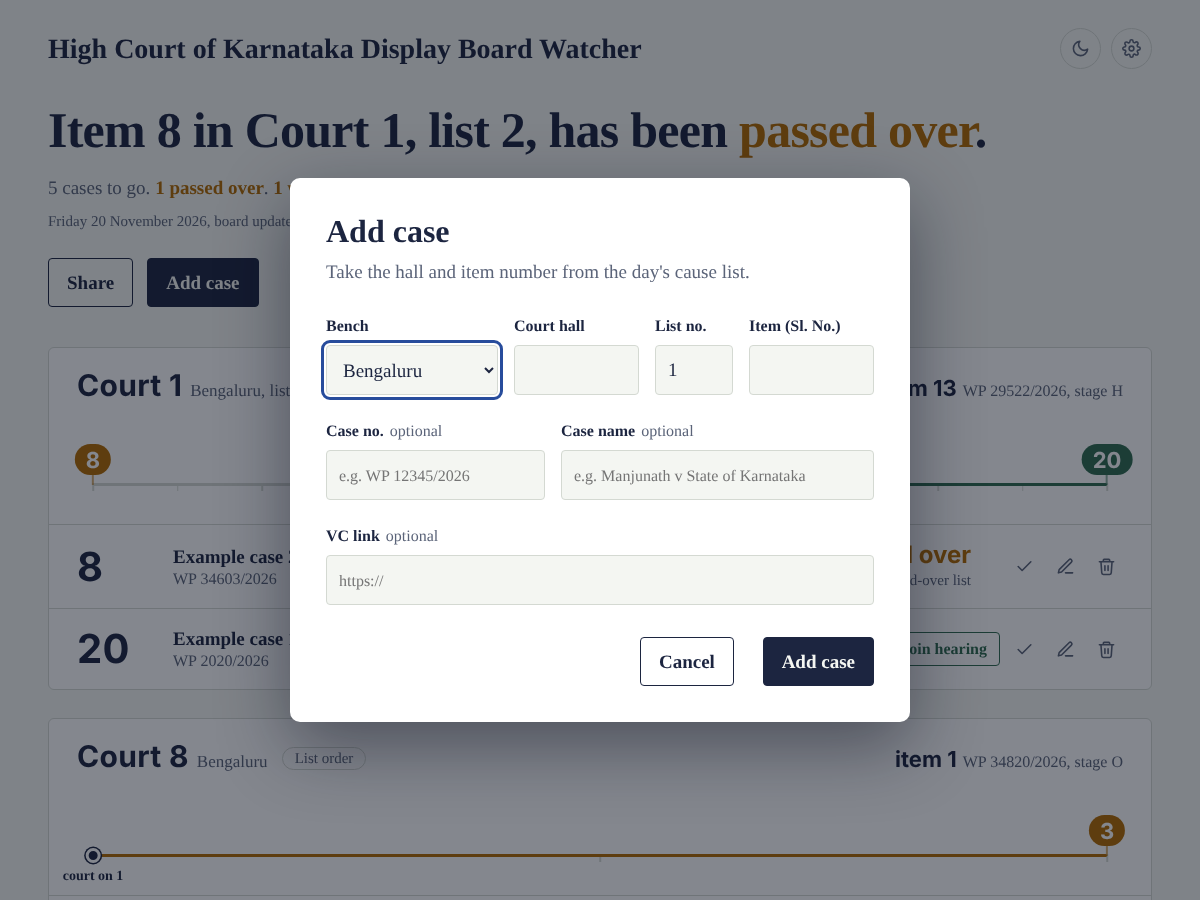 High Court of Karnataka Display Board Watcher
Item 8 in Court 1, list 2, has been passed over.
5 cases to go. 1 passed over. 1
Friday 20 November 2026, board
Share
Add case
Add case
Take the hall and item number from the day's cause list.
Bench
Court hall
List no.
Item (Sl. No.)
Bengaluru
1
Case no. optional
Case name optional
e.g. WP 12345/2026
e.g. Manjunath v State of Karnataka
VC link optional
https://
Cancel
Add case
Court 1 Bengaluru, list
13 WP 29522/2026, stage H
8
20
8
Example case
WP 34603/2026
over
list
20
Example case
WP 2020/2026
hearing
Court 8 Bengaluru
List order
item 1 WP 34820/2026, stage O
3
court on 1